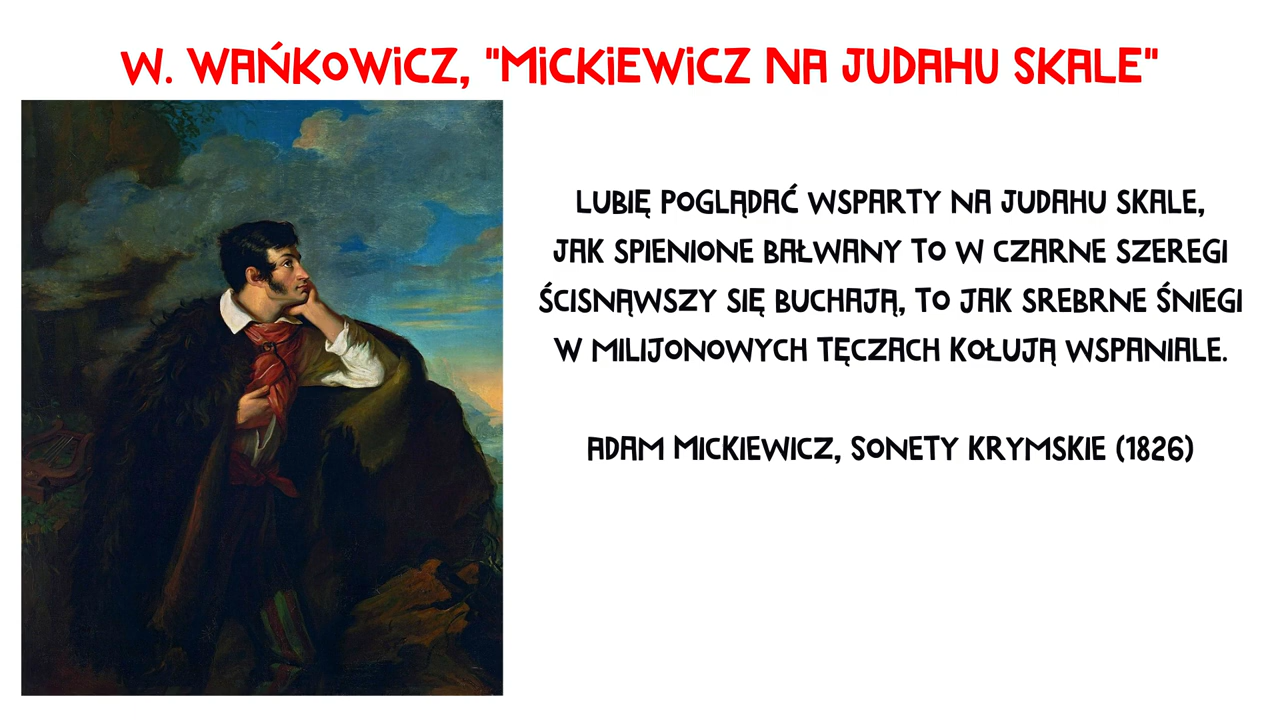 W. WAŃKOWICZ, "MICKIEWICZ NA JUDAHU SKALE"
LUBIĘ POGLĄDAĆ WSPARTY NA JUDAHU SKALE,
JAK SPIENIONE BAŁWANY TO W CZARNE SZEREGI
ŚCISNĄWSZY SIĘ BUCHAJĄ, TO JAK SREBRNE ŚNIEGI
W MILIJONOWYCH TĘCZACH KOŁUJĄ WSPANIALE.
ADAM MICKIEWICZ, SONETY KRYMSKIE (1826)